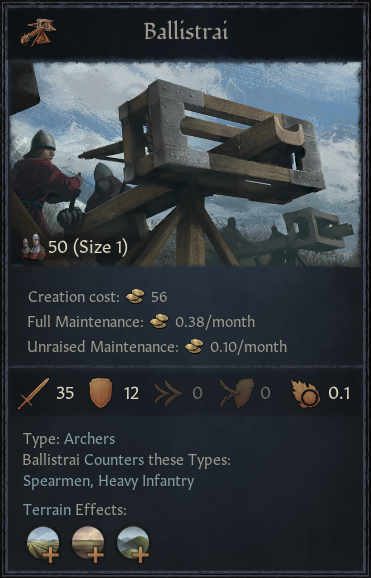 Ballistrai
50 (Size 1)
Creation cost: 56
Full Maintenance: 0.38/month
Unraised Maintenance: 0.10/month
35 12 0 0 0.1
Type: Archers
Ballistrai Counters these Types:
Spearmen, Heavy Infantry
Terrain Effects: